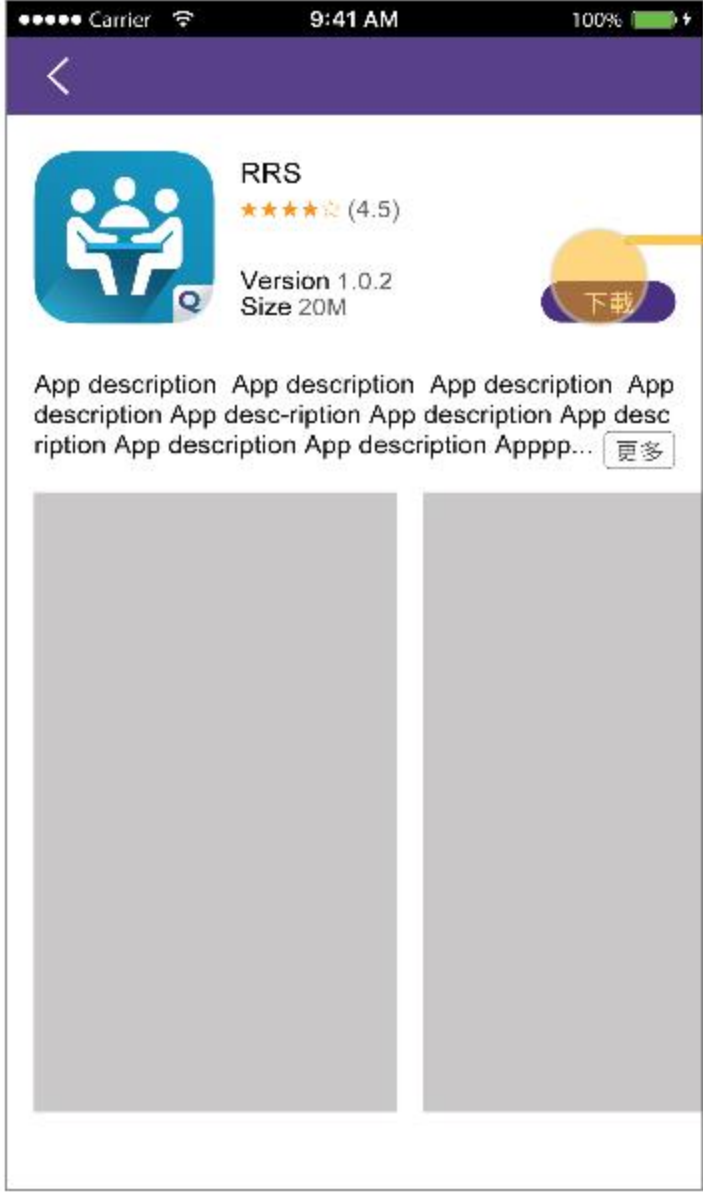 Carrier 9:41 AM 100%
RRS
★★★★☆ (4.5)
Version 1.0.2
Size 20M
下載
Q
App description App description App description App
description App desc-ription App description App desc
ription App description App description Apppp... 更多